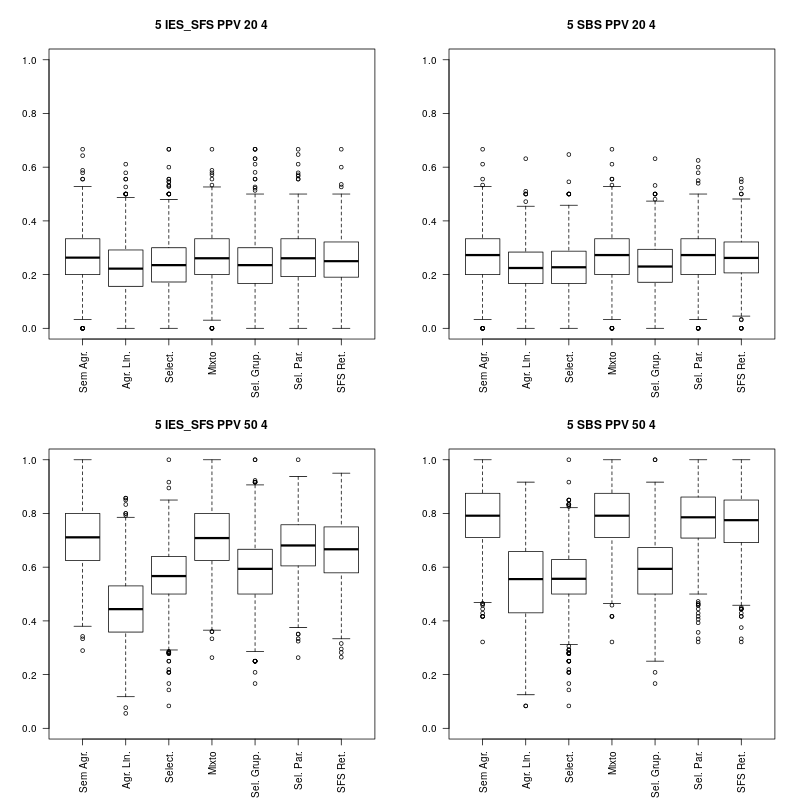 5 IES_SFS PPV 20 4
1.0
0.8
0.6
0.4
0.2
0.0
Sem Agr.
Agr. Lin.
Select.
Mixto
Sel. Grup.
Sel. Par.
SFS Ret.
5 SBS PPV 20 4
1.0
0.8
0.6
0.4
0.2
0.0
Sem Agr.
Agr. Lin.
Select.
Mixto
Sel. Grup.
Sel. Par.
SFS Ret.
5 IES_SFS PPV 50 4
1.0
0.8
0.6
0.4
0.2
0.0
Sem Agr.
Agr. Lin.
Select.
Mixto
Sel. Grup.
Sel. Par.
SFS Ret.
5 SBS PPV 50 4
1.0
0.8
0.6
0.4
0.2
0.0
Sem Agr.
Agr. Lin.
Select.
Mixto
Sel. Grup.
Sel. Par.
SFS Ret.